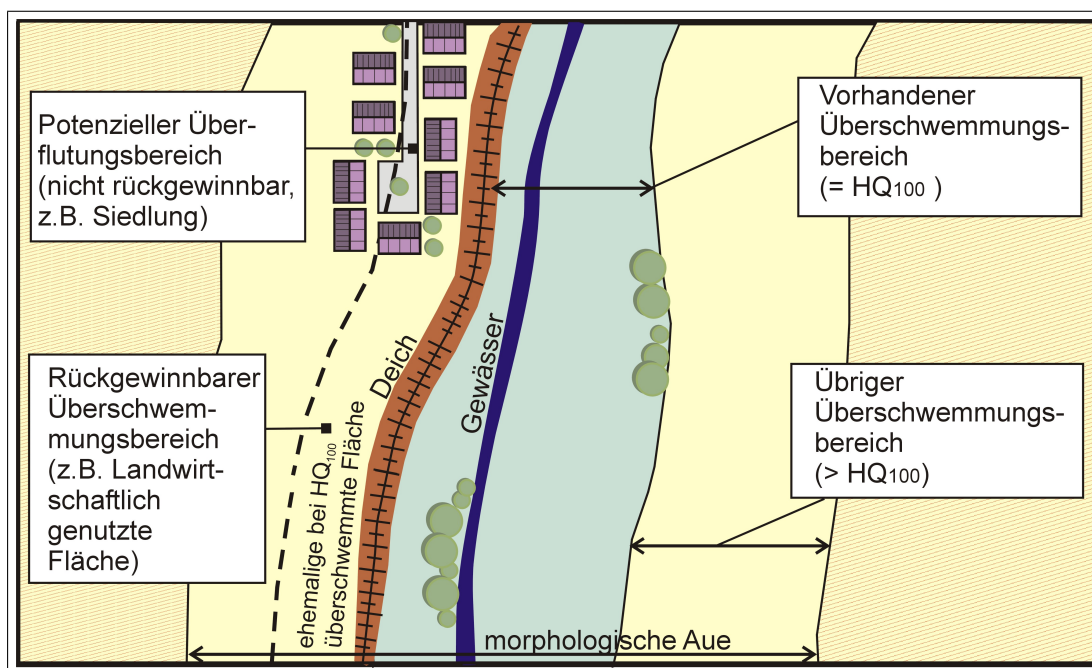 Potenzieller Über-
flutungsbereich
(nicht rückgewinnbar,
z.B. Siedlung)
Vorhandener
Überschwemmungs-
bereich
(= HQ100 )
Rückgewinnbarer
Überschwem-
mungsbereich
(z.B. Landwirt-
schaftlich
genutzte
Fläche)
ehemalige bei HQ100
überschwemmte Fläche
Deich
Gewässer
Übriger
Überschwemmungs-
bereich
(> HQ100)
morphologische Aue